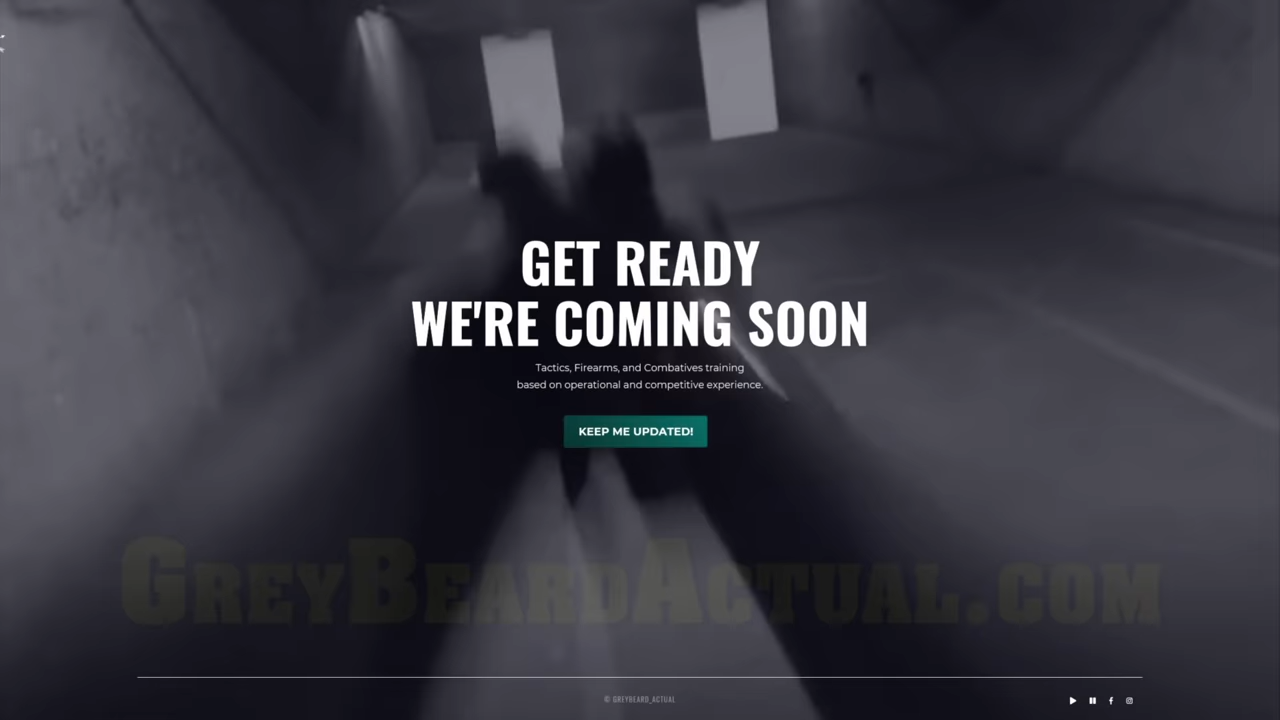 GET READY
WE'RE COMING SOON
Tactics, Firearms, and Combatives training
based on operational and competitive experience.
KEEP ME UPDATED!
GreyBeardActual.com
© GREYBEARD_ACTUAL